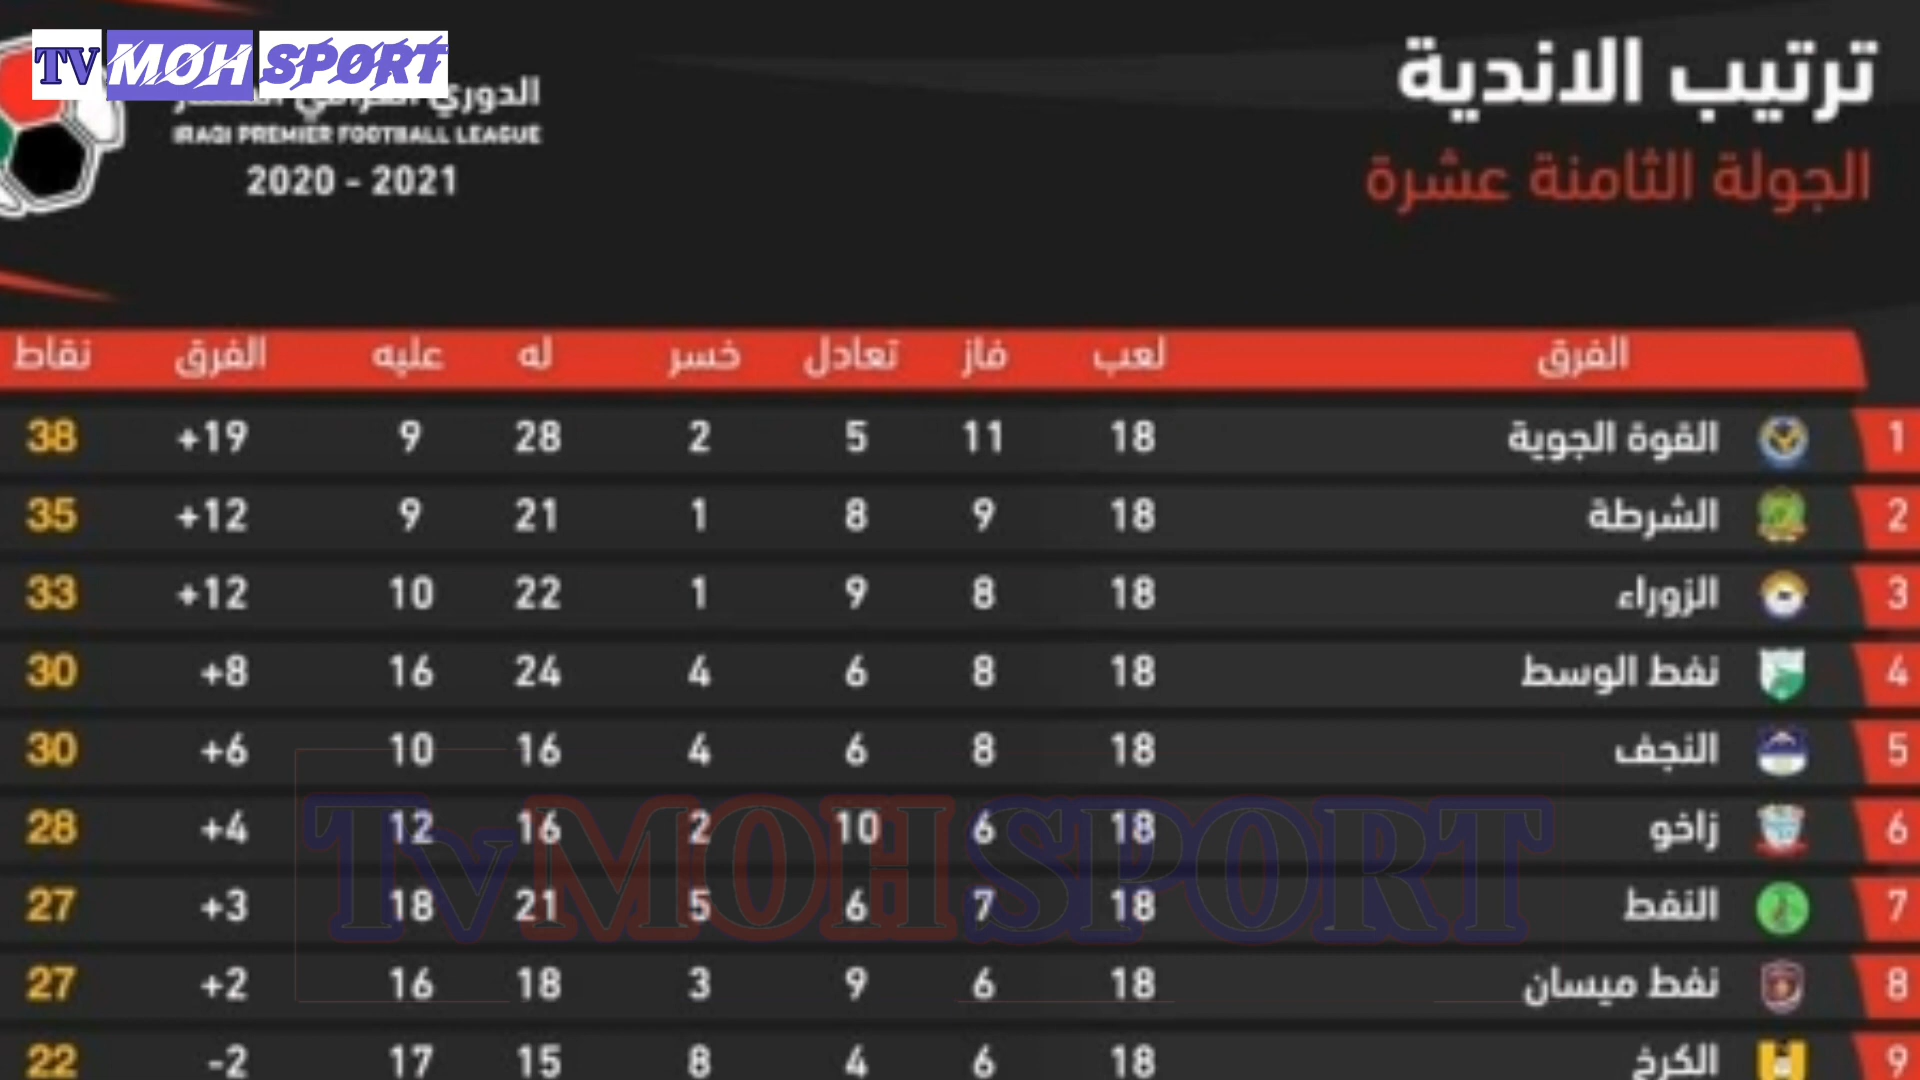 TV MOH SPORT
ترتيب الاندية
الجولة الثامنة عشرة
الدوري
IRAQI PREMIER FOOTBALL LEAGUE
2020 - 2021
الفرق لعب فاز تعادل خسر له عليه الفرق نقاط
1 القوة الجوية 18 11 5 2 28 9 +19 38
2 الشرطة 18 9 8 1 21 9 +12 35
3 الزوراء 18 8 9 1 22 10 +12 33
4 نفط الوسط 18 8 6 4 24 16 +8 30
5 النجف 18 8 6 4 16 10 +6 30
6 زاخو 18 6 10 2 16 12 +4 28
7 النفط 18 7 6 5 21 18 +3 27
8 نفط ميسان 18 6 9 3 18 16 +2 27
9 الكرخ 18 6 4 8 15 17 -2 22
TvMOHSPORT